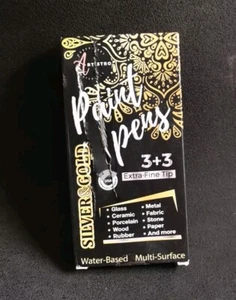 ARTISTRO
Paint
pens
3+3
Extra-Fine Tip
SILVER & GOLD
• Glass
• Ceramic
• Porcelain
• Wood
• Rubber
• Metal
• Fabric
• Stone
• Paper
• And more
Water-Based Multi-Surface